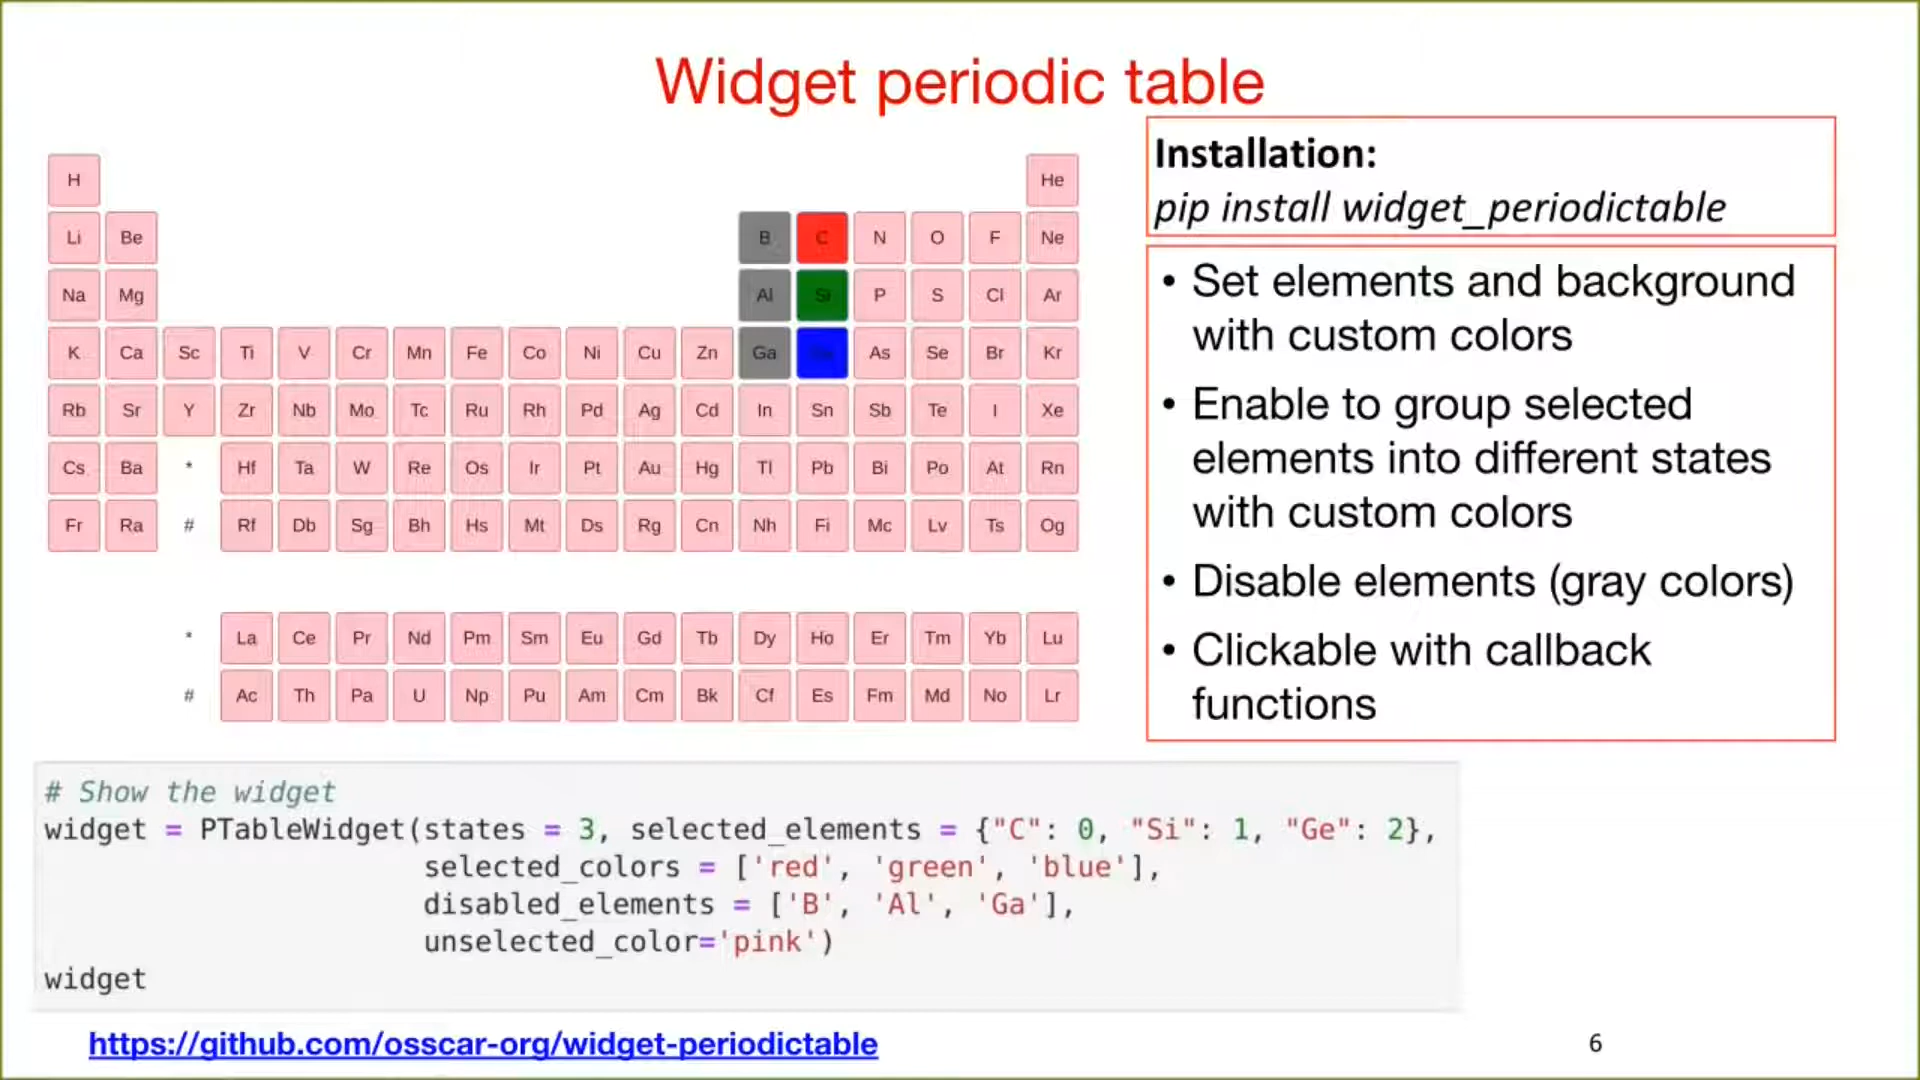 Widget periodic table
H He
Li Be B C N O F Ne
Na Mg Al Si P S Cl Ar
K Ca Sc Ti V Cr Mn Fe Co Ni Cu Zn Ga As Se Br Kr
Rb Sr Y Zr Nb Mo Tc Ru Rh Pd Ag Cd In Sn Sb Te I Xe
Cs Ba * Hf Ta W Re Os Ir Pt Au Hg Tl Pb Bi Po At Rn
Fr Ra # Rf Db Sg Bh Hs Mt Ds Rg Cn Nh Fi Mc Lv Ts Og
* La Ce Pr Nd Pm Sm Eu Gd Tb Dy Ho Er Tm Yb Lu
# Ac Th Pa U Np Pu Am Cm Bk Cf Es Fm Md No Lr
Installation:
pip install widget_periodictable
• Set elements and background
with custom colors
• Enable to group selected
elements into different states
with custom colors
• Disable elements (gray colors)
• Clickable with callback
functions
# Show the widget
widget = PTableWidget(states = 3, selected_elements = {"C": 0, "Si": 1, "Ge": 2},
selected_colors = ['red', 'green', 'blue'],
disabled_elements = ['B', 'Al', 'Ga'],
unselected_color='pink')
widget
https://github.com/osscar-org/widget-periodictable
6